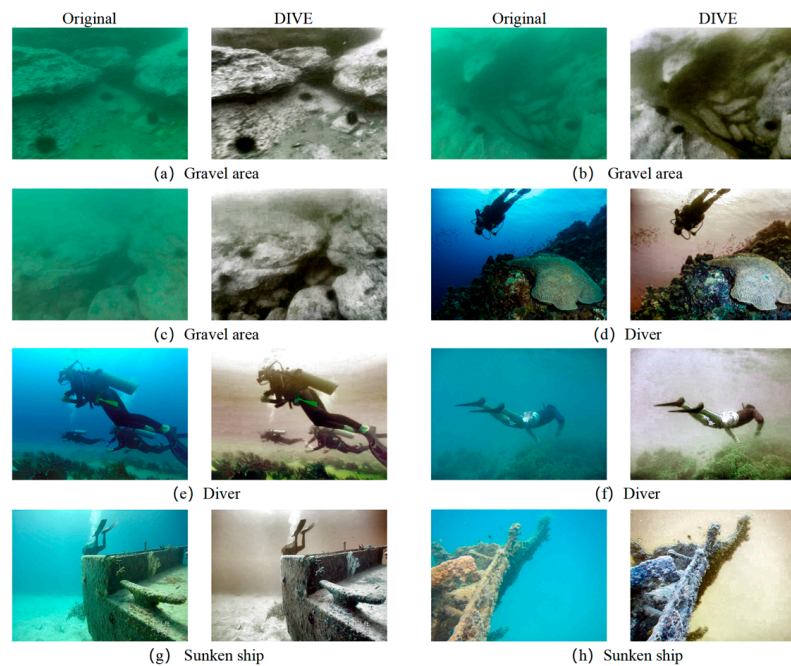 Original DIVE Original DIVE
(a) Gravel area (b) Gravel area
(c) Gravel area (d) Diver
(e) Diver (f) Diver
(g) Sunken ship (h) Sunken ship